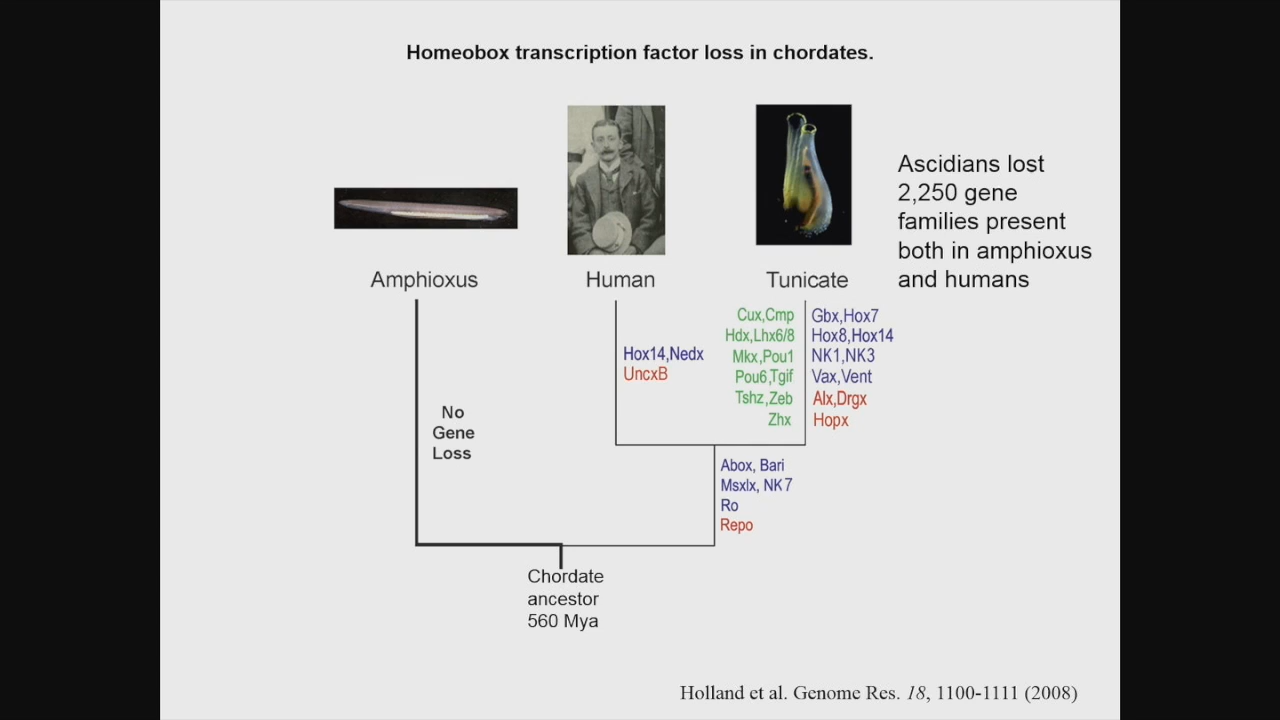 Homeobox transcription factor loss in chordates.
Ascidians lost
2,250 gene
families present
both in amphioxus
and humans
Amphioxus
Human
Tunicate
No
Gene
Loss
Hox14,Nedx
UncxB
Cux,Cmp
Hdx,Lhx6/8
Mkx,Pou1
Pou6,Tgif
Tshz,Zeb
Zhx
Gbx,Hox7
Hox8,Hox14
NK1,NK3
Vax,Vent
Alx,Drgx
Hopx
Abox, Bari
Msxlx, NK7
Ro
Repo
Chordate
ancestor
560 Mya
Holland et al. Genome Res. 18, 1100-1111 (2008)